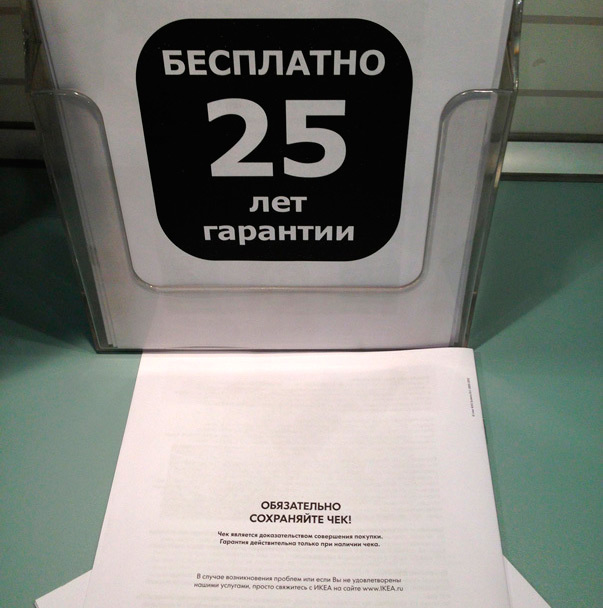 БЕСПЛАТНО
25
лет
гарантии
ОБЯЗАТЕЛЬНО
СОХРАНЯЙТЕ ЧЕК!
Чек является доказательством совершения покупки.
Гарантия действительна только при наличии чека.
В случае возникновения проблем или если Вы не удовлетворены
нашими услугами, просто свяжитесь с ИКЕА на сайте www.IKEA.ru